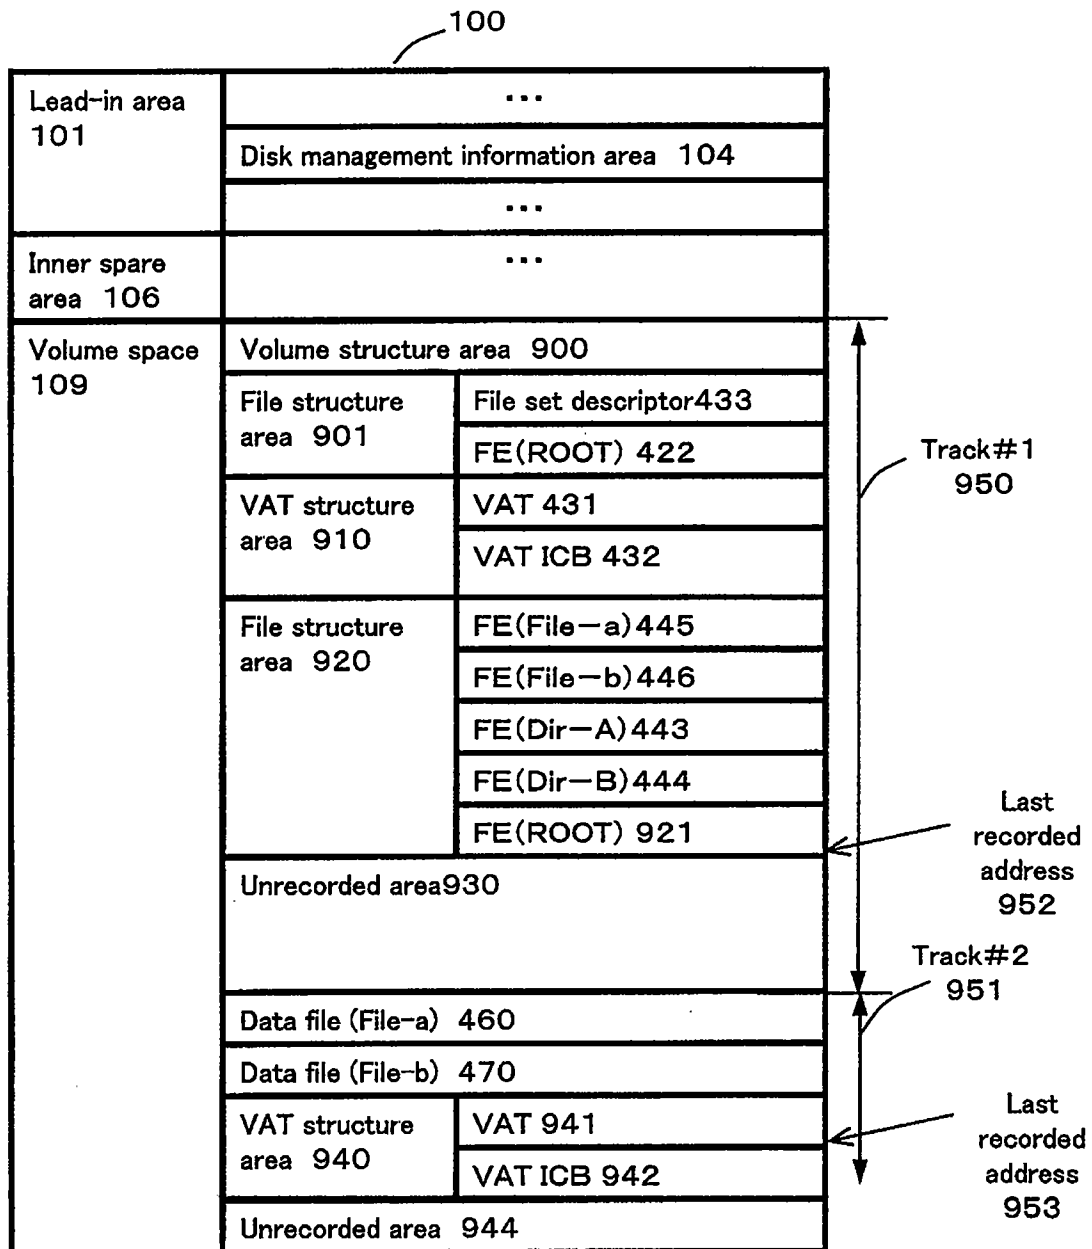 100
Lead-in area
101
...
Disk management information area 104
...
Inner spare
area 106
...
Volume space
109
Volume structure area 900
File structure
area 901
File set descriptor433
FE(ROOT) 422
VAT structure
area 910
VAT 431
VAT ICB 432
File structure
area 920
FE(File-a)445
FE(File-b)446
FE(Dir-A)443
FE(Dir-B)444
FE(ROOT) 921
Unrecorded area930
Track#1
950
Last
recorded
address
952
Track#2
951
Data file (File-a) 460
Data file (File-b) 470
VAT structure
area 940
VAT 941
VAT ICB 942
Last
recorded
address
953
Unrecorded area 944